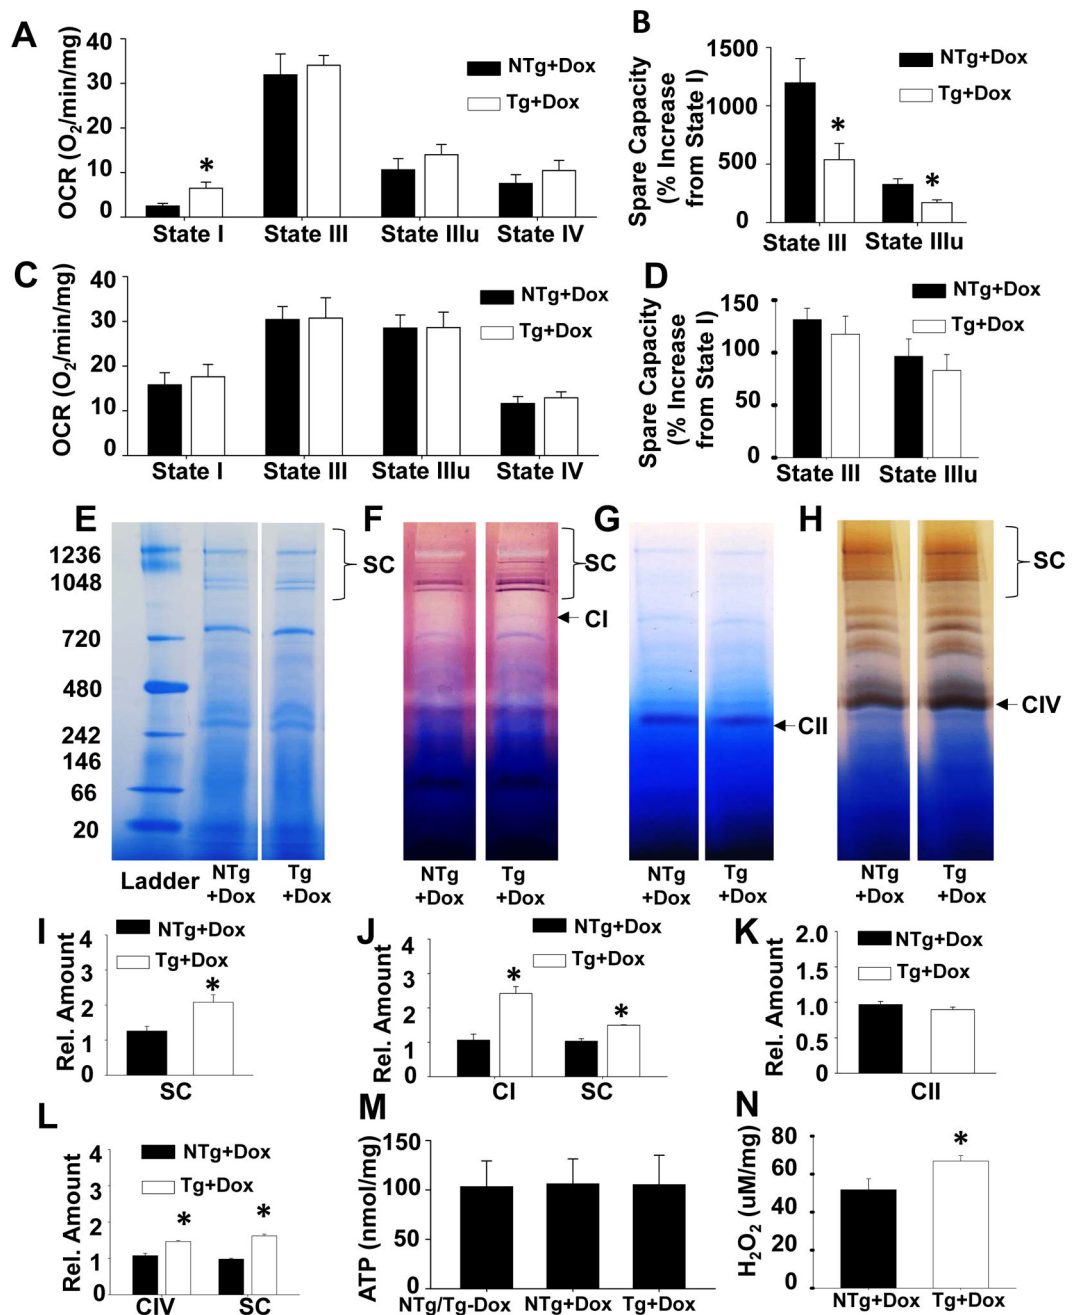 A
OCR (O2/min/mg)
40
30
20
10
0
*
NTg+Dox
Tg+Dox
State I
State III
State IIIu
State IV
B
Spare Capacity
(% Increase
from State I)
1500
1000
500
0
*
*
NTg+Dox
Tg+Dox
State III
State IIIu
C
OCR (O2/min/mg)
40
30
20
10
0
NTg+Dox
Tg+Dox
State I
State III
State IIIu
State IV
D
Spare Capacity
(% Increase
from State I)
150
100
50
0
NTg+Dox
Tg+Dox
State III
State IIIu
E
1236
1048
720
480
242
146
66
20
SC
Ladder
NTg
+Dox
Tg
+Dox
F
SC
CI
NTg
+Dox
Tg
+Dox
G
CII
NTg
+Dox
Tg
+Dox
H
SC
CIV
NTg
+Dox
Tg
+Dox
I
Rel. Amount
4
3
2
1
0
NTg+Dox
Tg+Dox
*
SC
J
Rel. Amount
4
3
2
1
0
NTg+Dox
Tg+Dox
*
*
CI
SC
K
Rel. Amount
2.0
1.5
1.0
0.5
0.0
NTg+Dox
Tg+Dox
CII
L
Rel. Amount
4
3
2
1
0
NTg+Dox
Tg+Dox
*
*
CIV
SC
M
ATP (nmol/mg)
150
100
50
0
NTg/Tg-Dox
NTg+Dox
Tg+Dox
N
H2O2 (uM/mg)
80
60
40
20
0
*
NTg+Dox
Tg+Dox